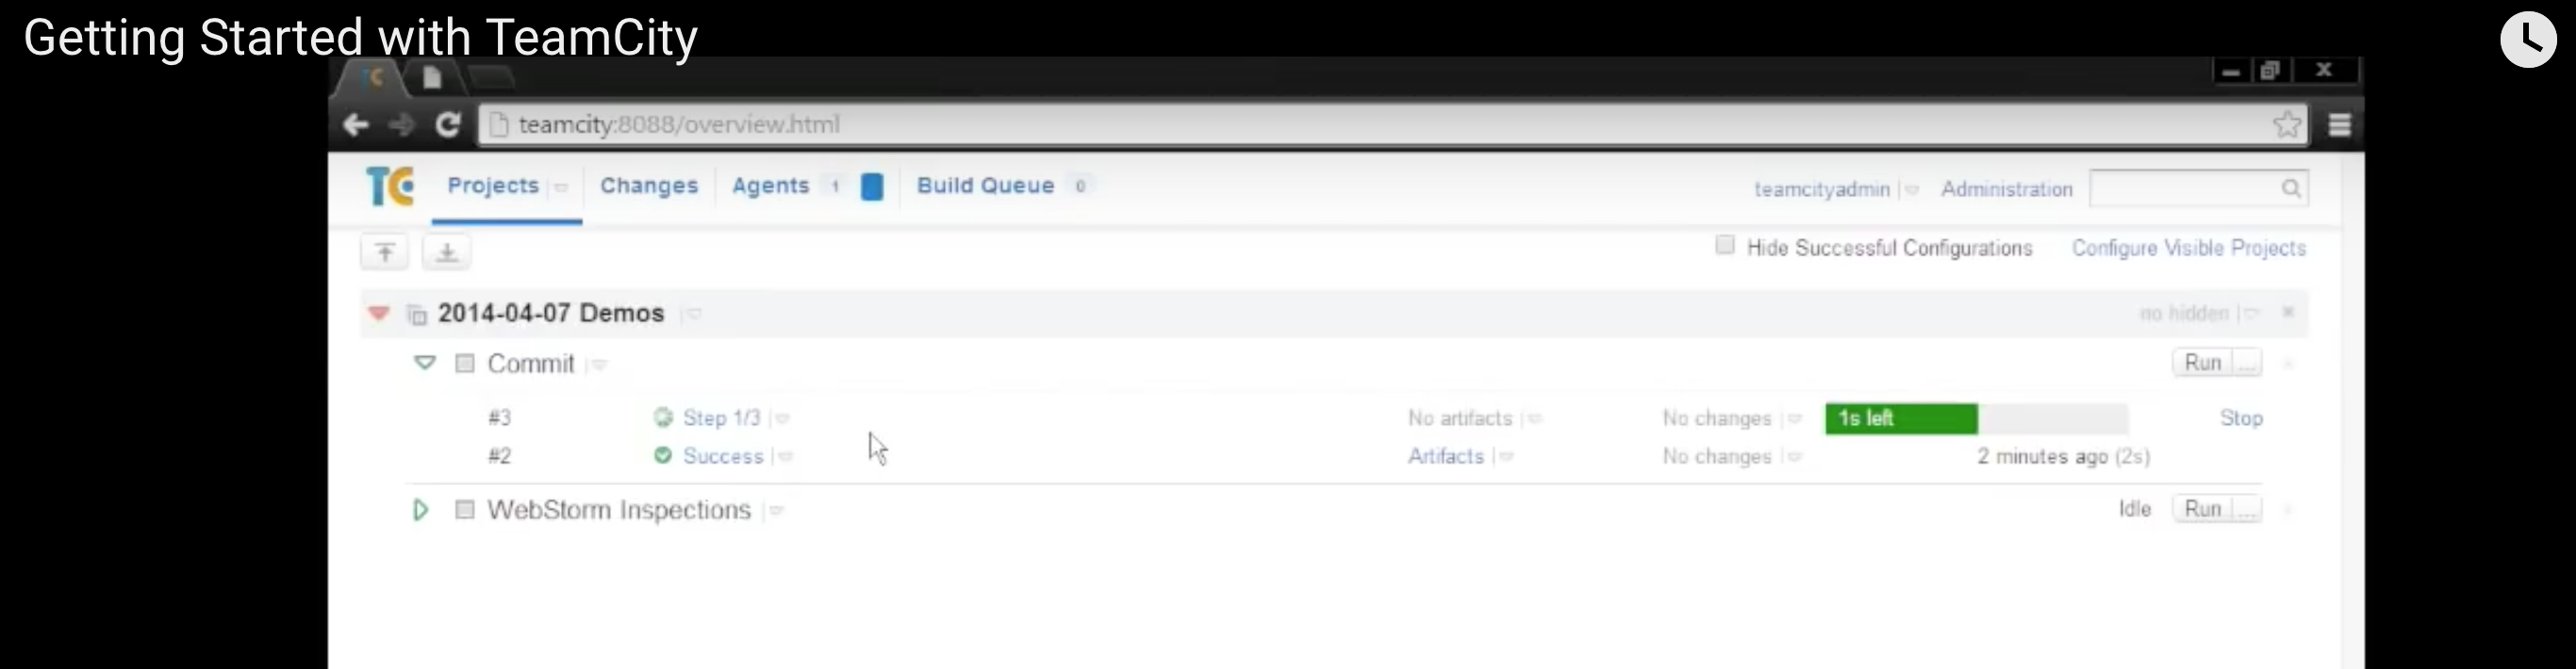 Getting Started with TeamCity
teamcity:8088/overview.html
TC Projects Changes Agents 1 Build Queue 0 teamcityadmin Administration
Hide Successful Configurations Configure Visible Projects
2014-04-07 Demos no hidden
Commit Run ...
#3 Step 1/3 No artifacts No changes 1s left Stop
#2 Success Artifacts No changes 2 minutes ago (2s)
WebStorm Inspections Idle Run ...